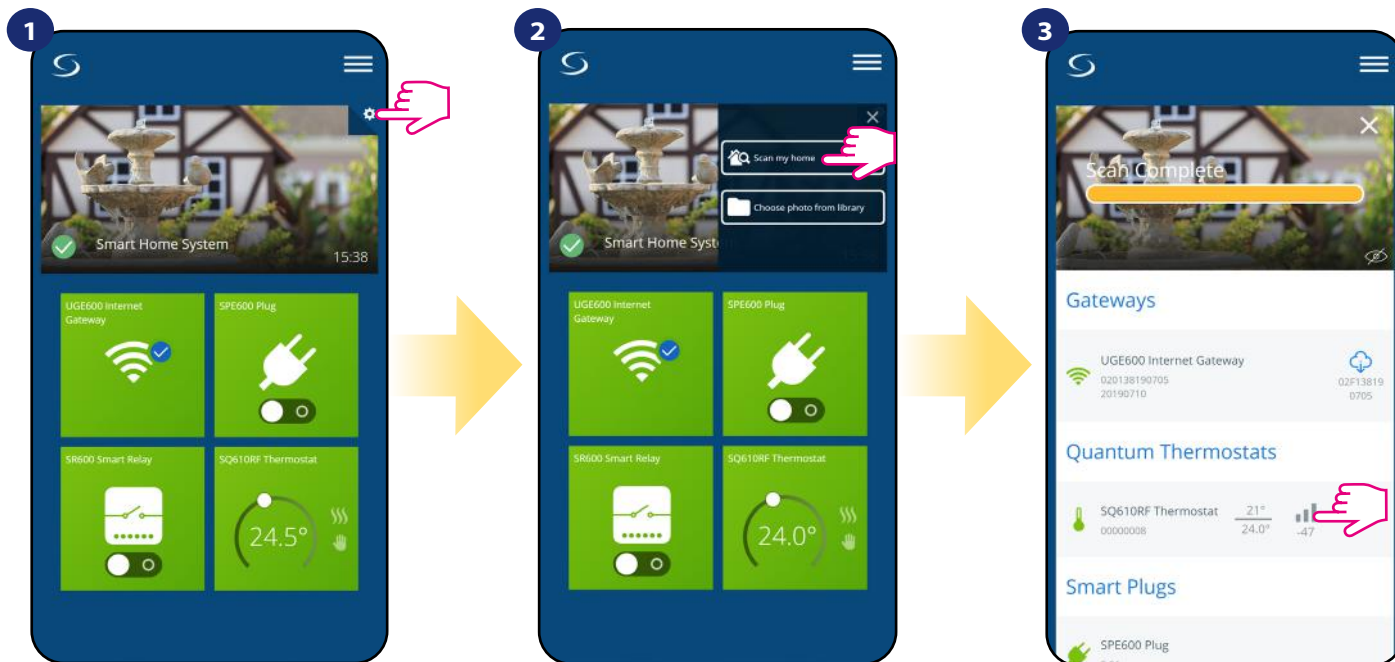 1
Smart Home System
15:38
UGE600 Internet
Gateway
SPE600 Plug
SR600 Smart Relay
SQ610RF Thermostat
24.5°
2
Scan my home
Choose photo from library
Smart Home Syst
UGE600 Internet
Gateway
SPE600 Plug
SR600 Smart Relay
SQ610RF Thermostat
24.0°
3
Scan Complete
Gateways
UGE600 Internet Gateway
020138190705
20190710
02F13819
0705
Quantum Thermostats
SQ610RF Thermostat
00000008
21°
24.0°
-47
Smart Plugs
SPE600 Plug